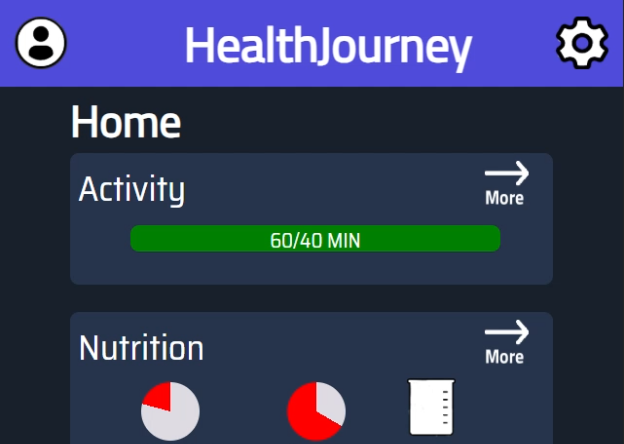 HealthJourney
Home
Activity
More
60/40 MIN
Nutrition
More